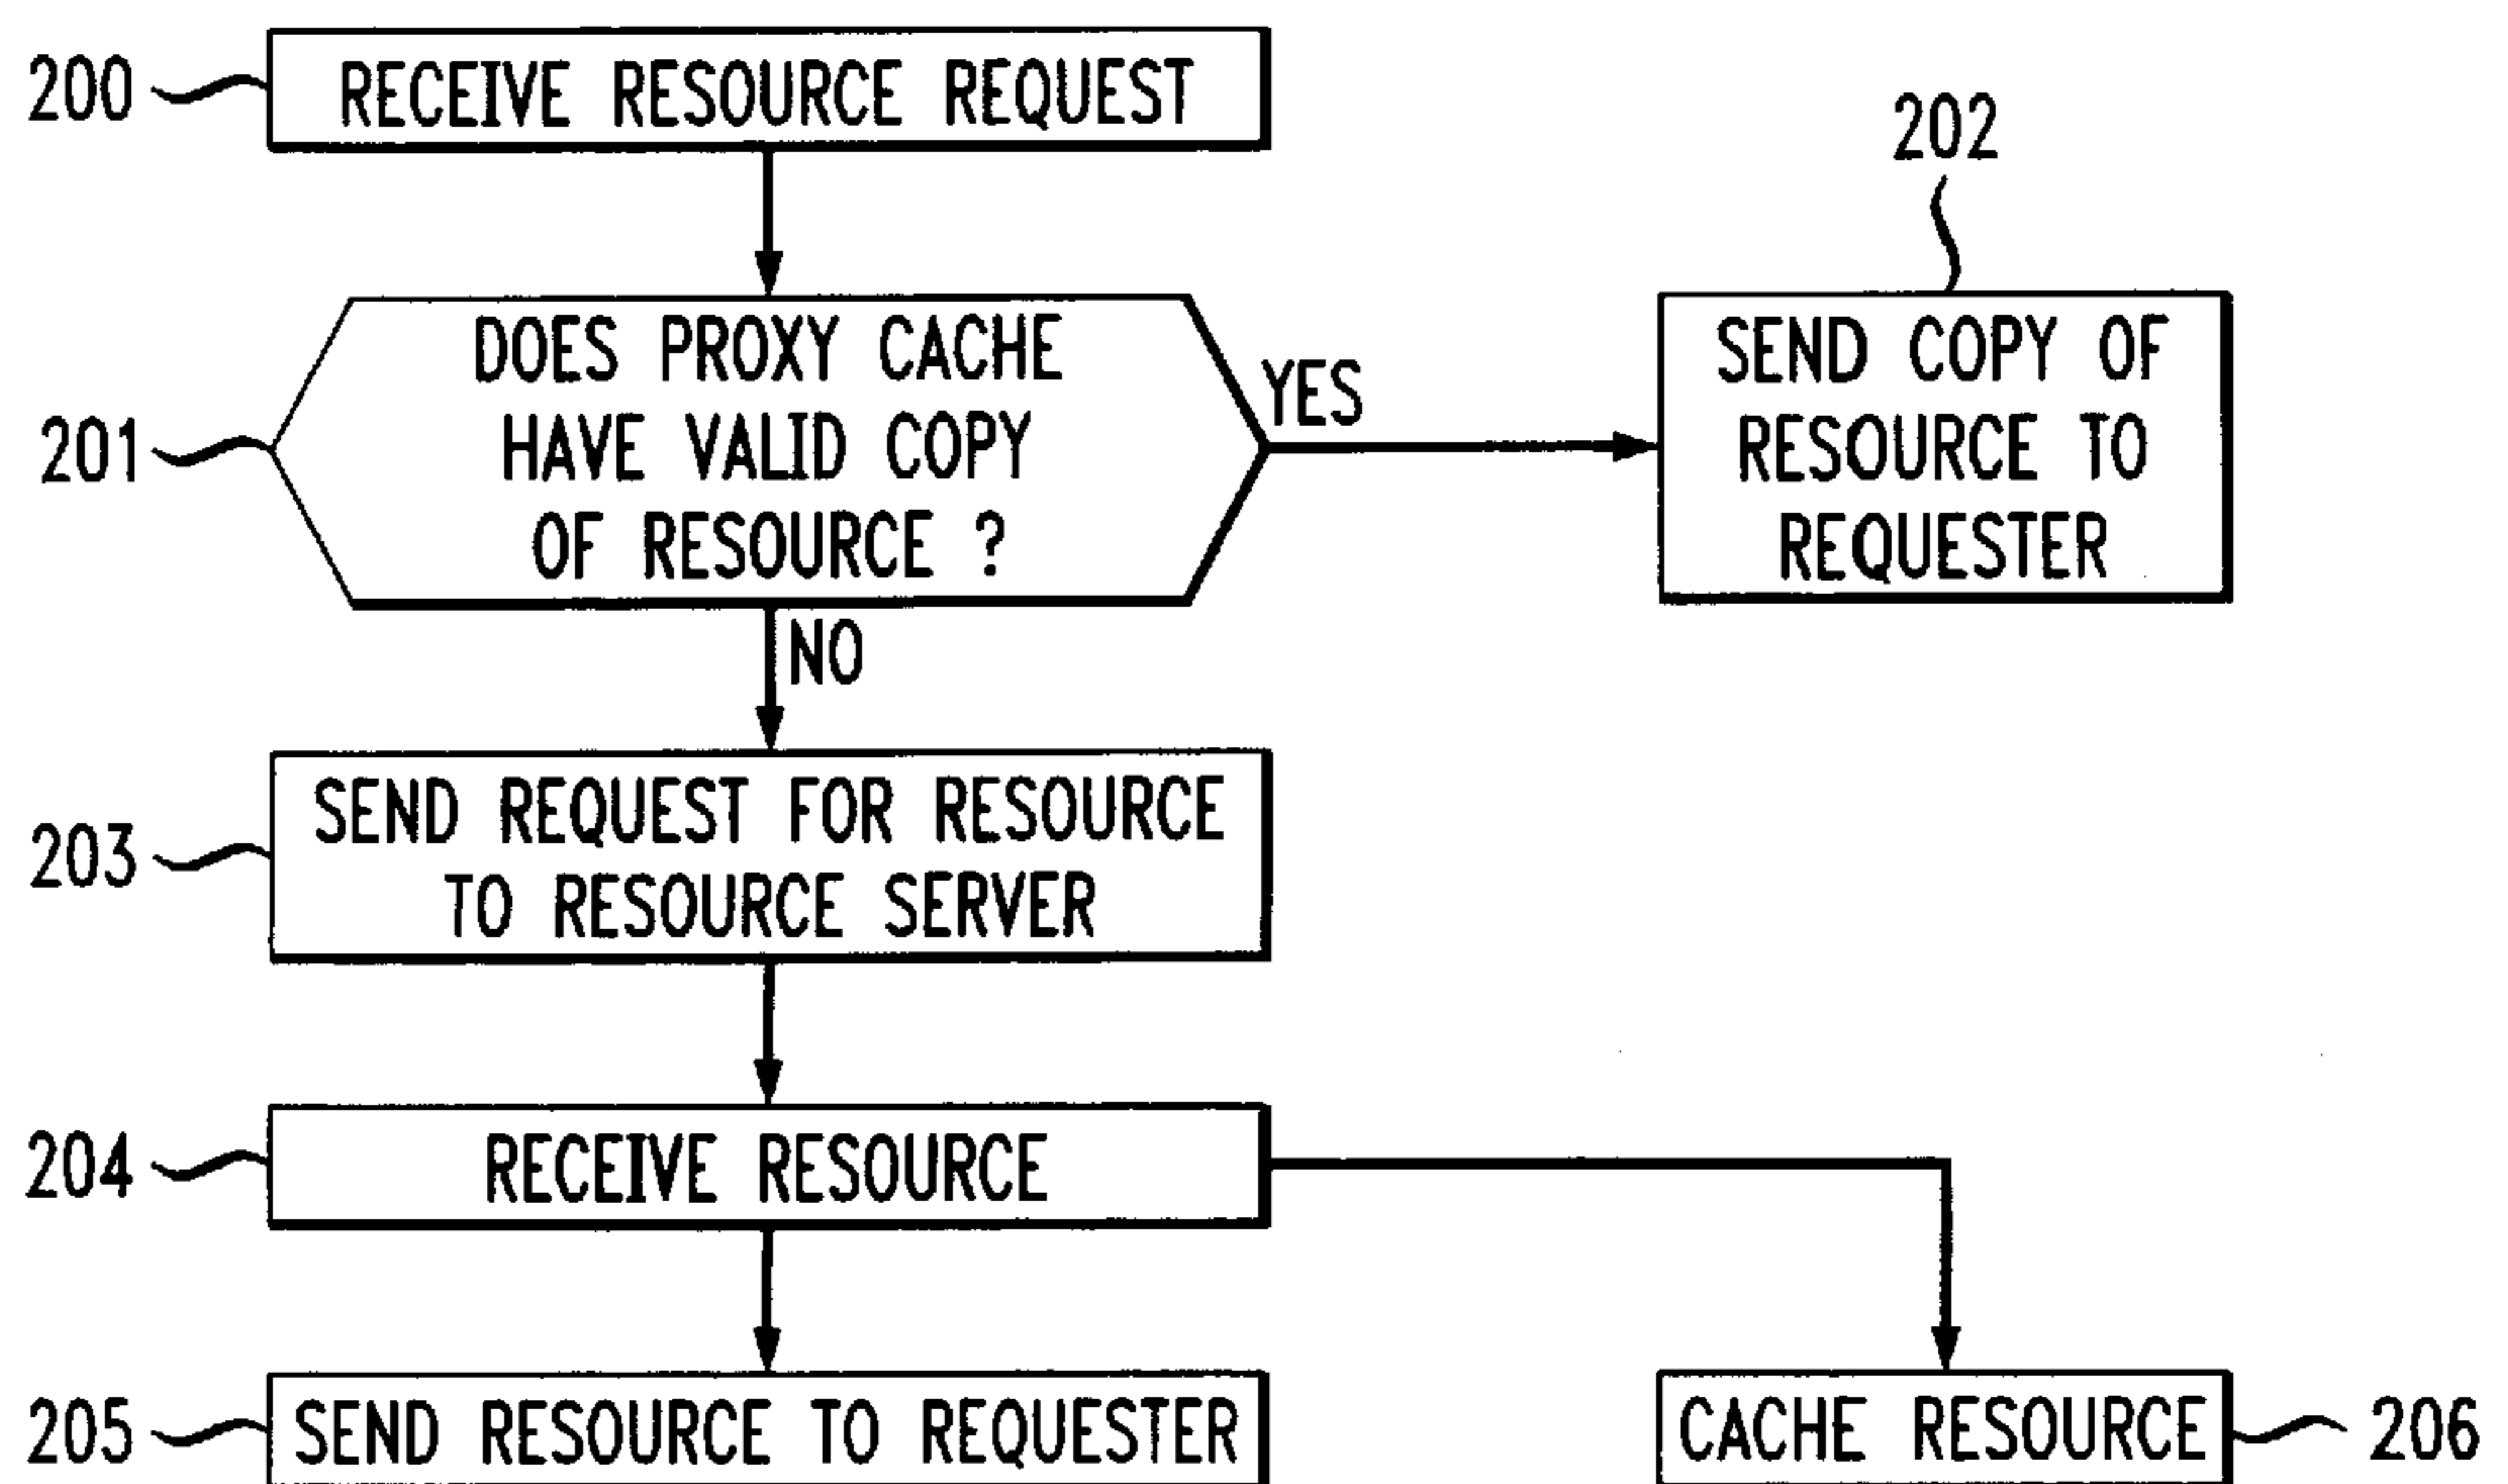 200
RECEIVE RESOURCE REQUEST
202
201
DOES PROXY CACHE
HAVE VALID COPY
OF RESOURCE ?
YES
SEND COPY OF
RESOURCE TO
REQUESTER
NO
203
SEND REQUEST FOR RESOURCE
TO RESOURCE SERVER
204
RECEIVE RESOURCE
205
SEND RESOURCE TO REQUESTER
CACHE RESOURCE
206